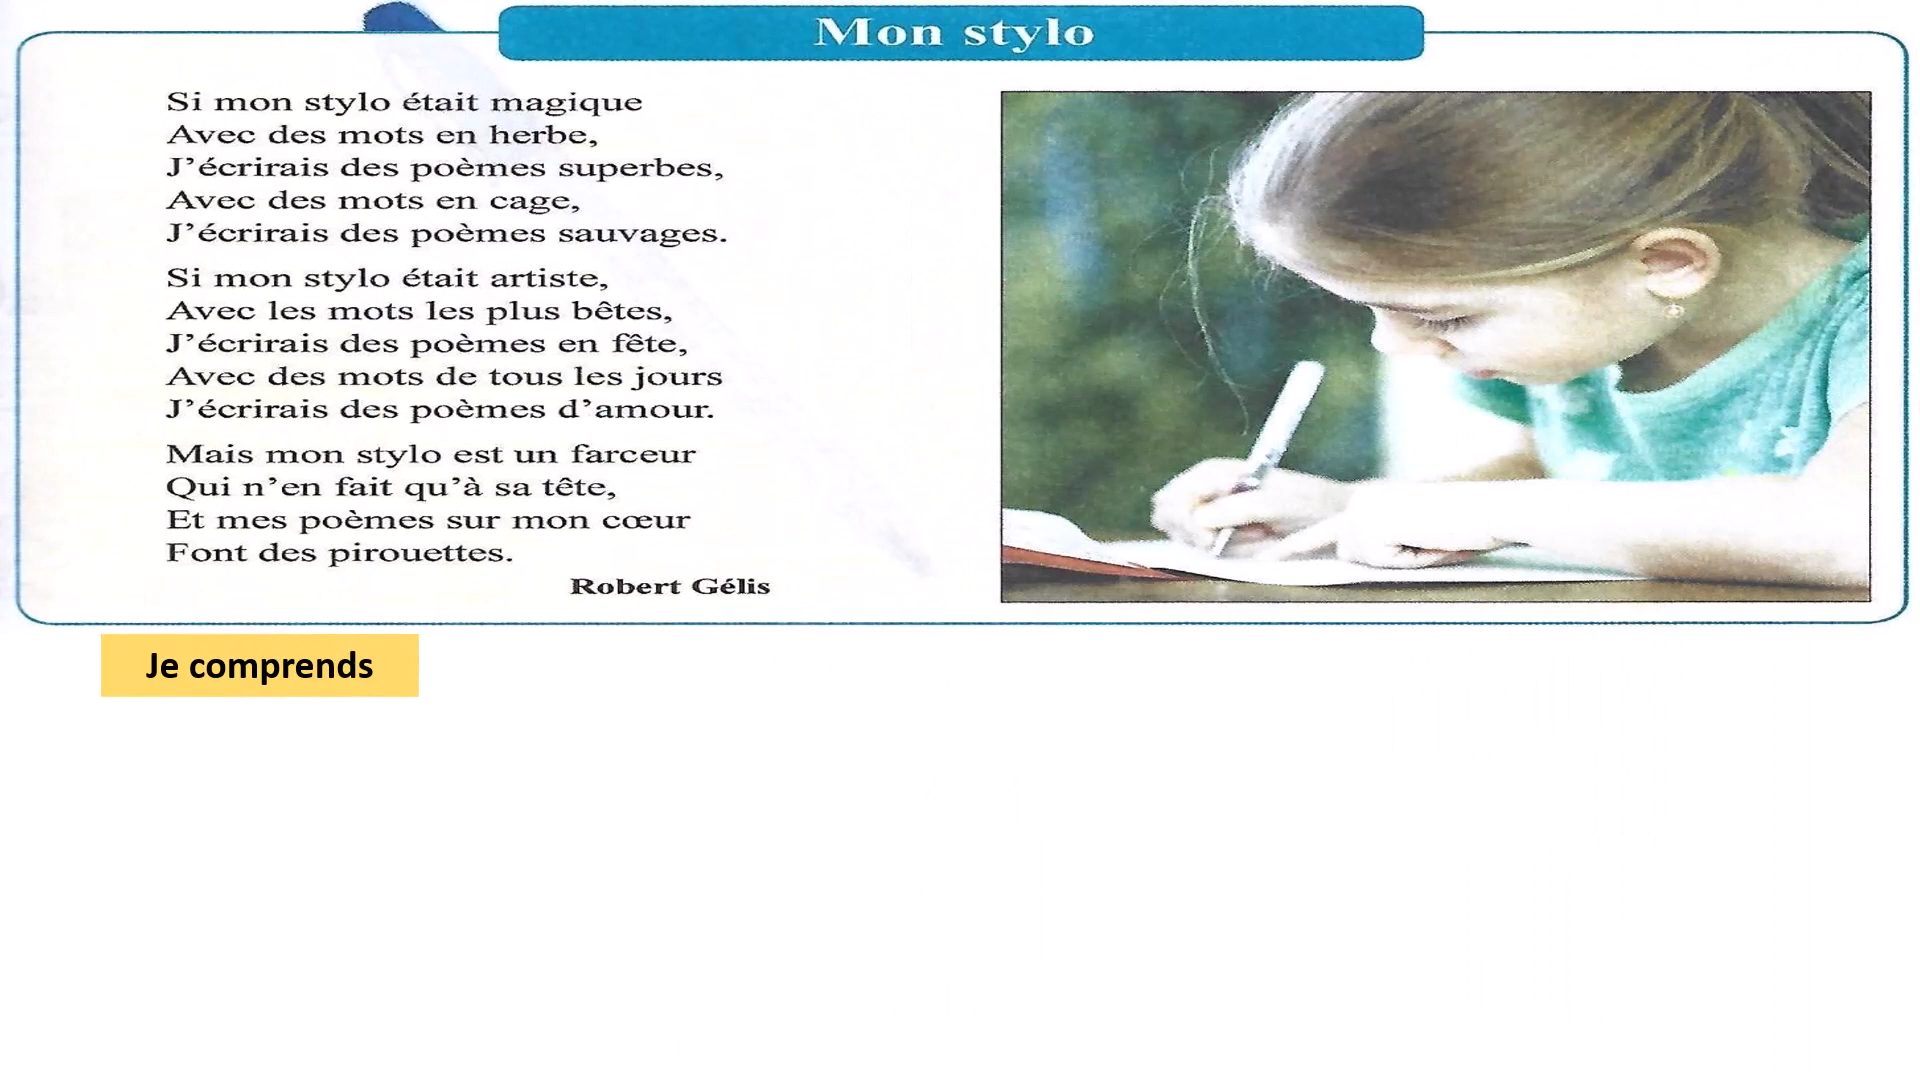 Mon stylo
Si mon stylo était magique
Avec des mots en herbe,
J'écrirais des poèmes superbes,
Avec des mots en cage,
J'écrirais des poèmes sauvages.
Si mon stylo était artiste,
Avec les mots les plus bêtes,
J'écrirais des poèmes en fête,
Avec des mots de tous les jours
J'écrirais des poèmes d'amour.
Mais mon stylo est un farceur
Qui n'en fait qu'à sa tête,
Et mes poèmes sur mon cœur
Font des pirouettes.
Robert Gélis
Je comprends